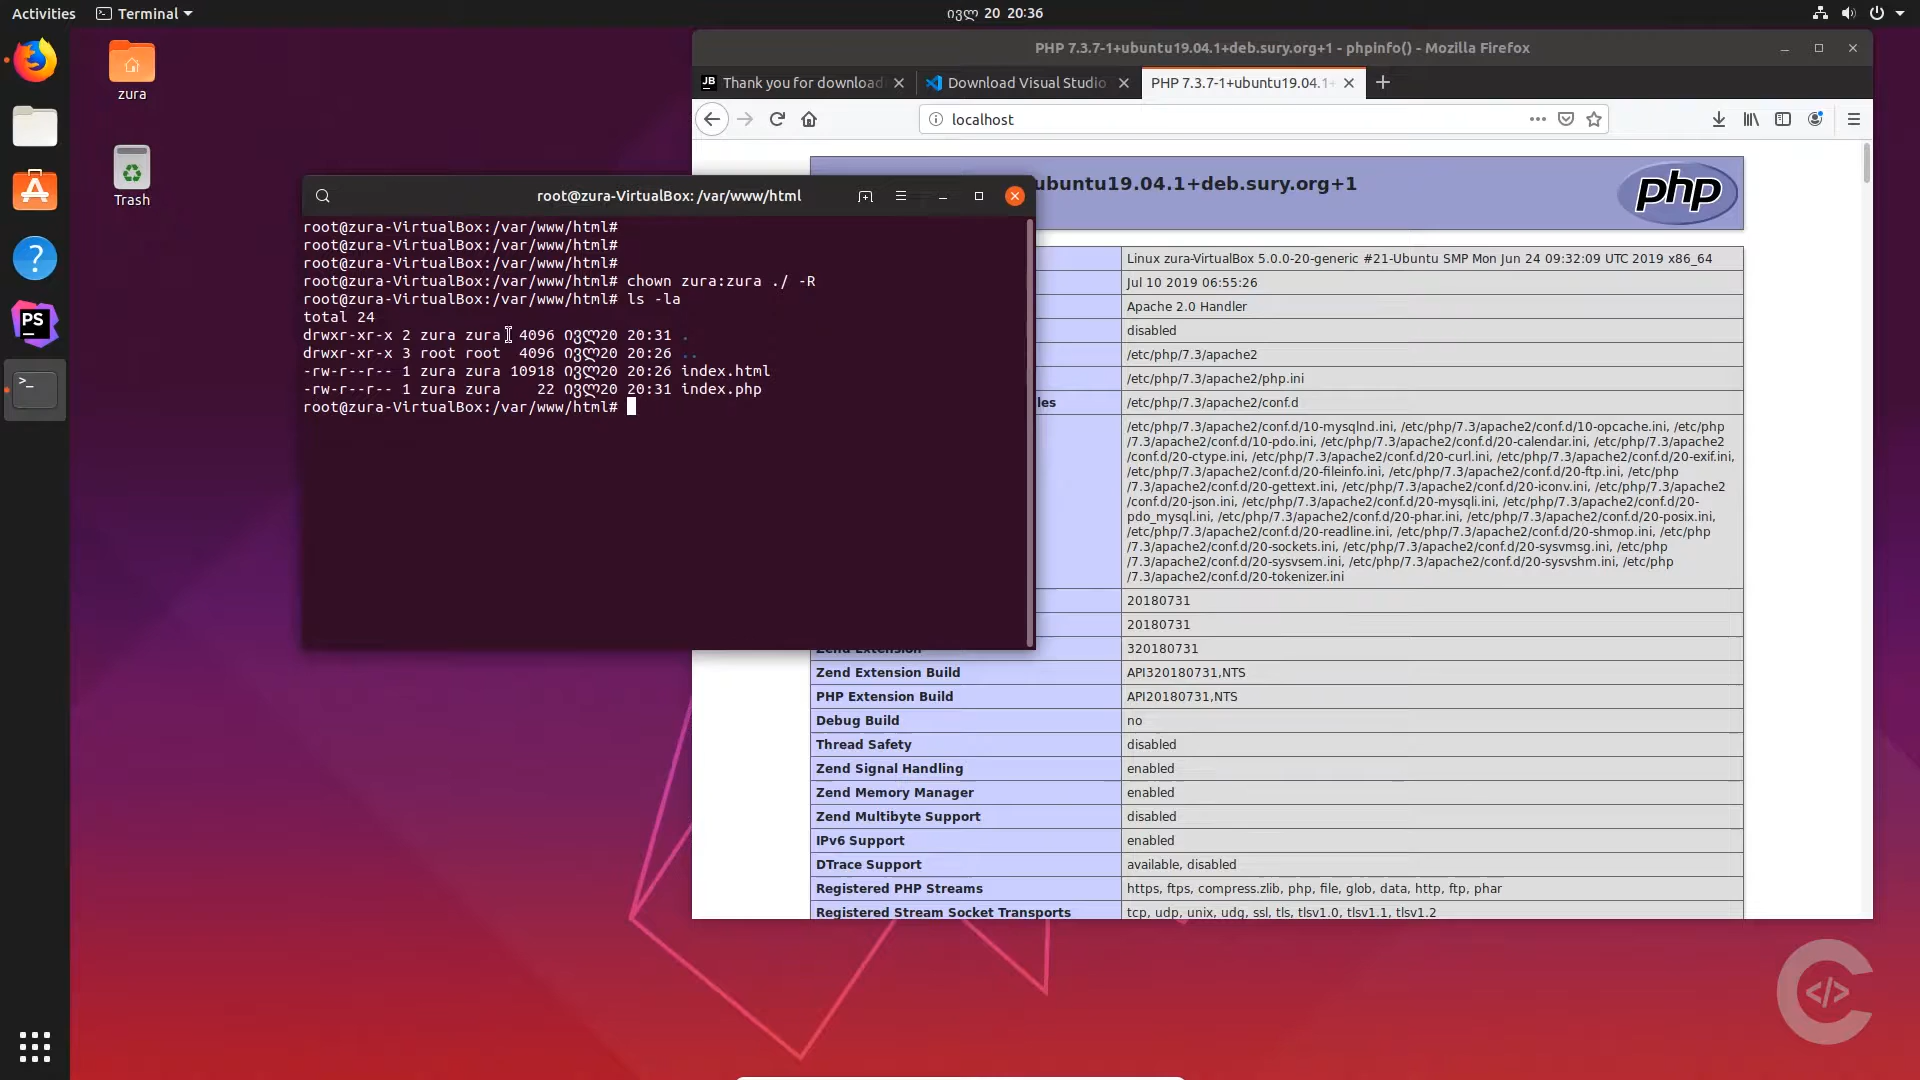 Activities
Terminal
ივლ 20 20:36
zura
Trash
PHP 7.3.7-1+ubuntu19.04.1+deb.sury.org+1 - phpinfo() - Mozilla Firefox
JB Thank you for download
Download Visual Studio
PHP 7.3.7-1+ubuntu19.04.1+
localhost
root@zura-VirtualBox: /var/www/html
root@zura-VirtualBox:/var/www/html#
root@zura-VirtualBox:/var/www/html#
root@zura-VirtualBox:/var/www/html#
root@zura-VirtualBox:/var/www/html# chown zura:zura ./ -R
root@zura-VirtualBox:/var/www/html# ls -la
total 24
drwxr-xr-x 2 zura zura 4096 ივლ20 20:31 .
drwxr-xr-x 3 root root 4096 ივლ20 20:26 ..
-rw-r--r-- 1 zura zura 10918 ივლ20 20:26 index.html
-rw-r--r-- 1 zura zura 22 ივლ20 20:31 index.php
root@zura-VirtualBox:/var/www/html#
ubuntu19.04.1+deb.sury.org+1
php
Linux zura-VirtualBox 5.0.0-20-generic #21-Ubuntu SMP Mon Jun 24 09:32:09 UTC 2019 x86_64
Jul 10 2019 06:55:26
Apache 2.0 Handler
disabled
/etc/php/7.3/apache2
/etc/php/7.3/apache2/php.ini
les /etc/php/7.3/apache2/conf.d
/etc/php/7.3/apache2/conf.d/10-mysqlnd.ini, /etc/php/7.3/apache2/conf.d/10-opcache.ini, /etc/php
/7.3/apache2/conf.d/10-pdo.ini, /etc/php/7.3/apache2/conf.d/20-calendar.ini, /etc/php/7.3/apache2
/conf.d/20-ctype.ini, /etc/php/7.3/apache2/conf.d/20-curl.ini, /etc/php/7.3/apache2/conf.d/20-exif.ini,
/etc/php/7.3/apache2/conf.d/20-fileinfo.ini, /etc/php/7.3/apache2/conf.d/20-ftp.ini, /etc/php
/7.3/apache2/conf.d/20-gettext.ini, /etc/php/7.3/apache2/conf.d/20-iconv.ini, /etc/php/7.3/apache2
/conf.d/20-json.ini, /etc/php/7.3/apache2/conf.d/20-mysqli.ini, /etc/php/7.3/apache2/conf.d/20-
pdo_mysql.ini, /etc/php/7.3/apache2/conf.d/20-phar.ini, /etc/php/7.3/apache2/conf.d/20-posix.ini,
/etc/php/7.3/apache2/conf.d/20-readline.ini, /etc/php/7.3/apache2/conf.d/20-shmop.ini, /etc/php
/7.3/apache2/conf.d/20-sockets.ini, /etc/php/7.3/apache2/conf.d/20-sysvmsg.ini, /etc/php
/7.3/apache2/conf.d/20-sysvsem.ini, /etc/php/7.3/apache2/conf.d/20-sysvshm.ini, /etc/php
/7.3/apache2/conf.d/20-tokenizer.ini
20180731
20180731
Zend Extension 320180731
Zend Extension Build API320180731,NTS
PHP Extension Build API20180731,NTS
Debug Build no
Thread Safety disabled
Zend Signal Handling enabled
Zend Memory Manager enabled
Zend Multibyte Support disabled
IPv6 Support enabled
DTrace Support available, disabled
Registered PHP Streams https, ftps, compress.zlib, php, file, glob, data, http, ftp, phar
Registered Stream Socket Transports tcp, udp, unix, udg, ssl, tls, tlsv1.0, tlsv1.1, tlsv1.2
PS